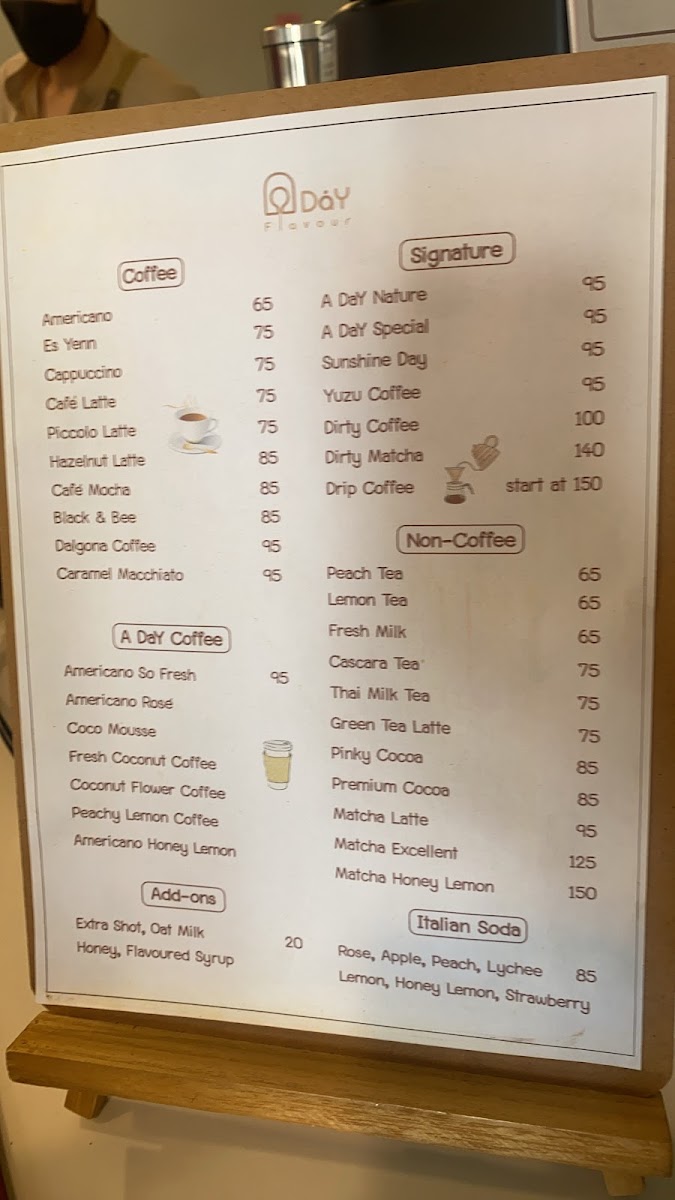 A DaY
Flavour
Coffee
Americano 65
Es Yenn 75
Cappuccino 75
Café Latte 75
Piccolo Latte 75
Hazelnut Latte 85
Café Mocha 85
Black & Bee 85
Dalgona Coffee 95
Caramel Macchiato 95
A DaY Coffee
Americano So Fresh 95
Americano Rosé
Coco Mousse
Fresh Coconut Coffee
Coconut Flower Coffee
Peachy Lemon Coffee
Americano Honey Lemon
Add-ons
Extra Shot, Oat Milk 20
Honey, Flavoured Syrup
Signature
A DaY Nature 95
A DaY Special 95
Sunshine Day 95
Yuzu Coffee 95
Dirty Coffee 100
Dirty Matcha 140
Drip Coffee start at 150
Non-Coffee
Peach Tea 65
Lemon Tea 65
Fresh Milk 65
Cascara Tea 75
Thai Milk Tea 75
Green Tea Latte 75
Pinky Cocoa 85
Premium Cocoa 85
Matcha Latte 95
Matcha Excellent 125
Matcha Honey Lemon 150
Italian Soda
Rose, Apple, Peach, Lychee 85
Lemon, Honey Lemon, Strawberry